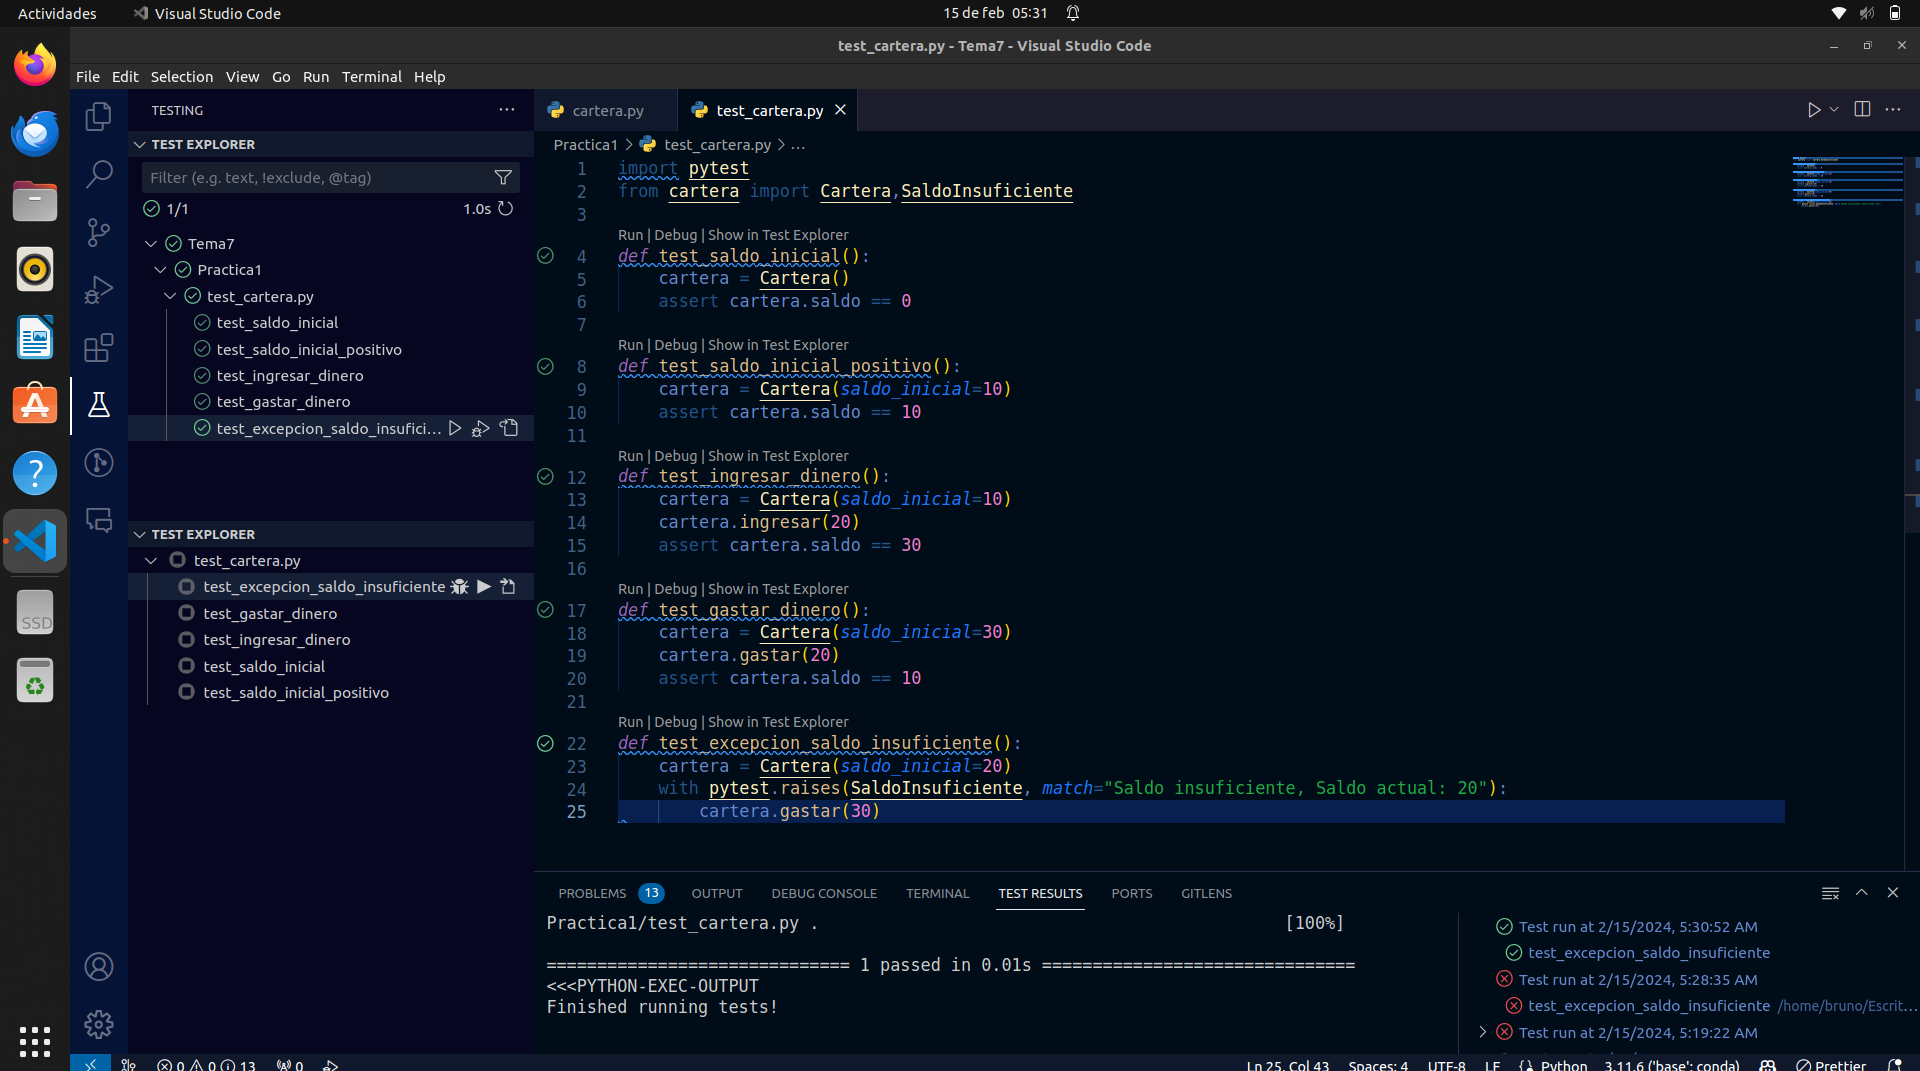 Actividades
Visual Studio Code
15 de feb 05:31
test_cartera.py - Tema7 - Visual Studio Code
File Edit Selection View Go Run Terminal Help
TESTING
TEST EXPLORER
Filter (e.g. text, !exclude, @tag)
1/1
1.0s
Tema7
Practica1
test_cartera.py
test_saldo_inicial
test_saldo_inicial_positivo
test_ingresar_dinero
test_gastar_dinero
test_excepcion_saldo_insufici...
TEST EXPLORER
test_cartera.py
test_excepcion_saldo_insuficiente
test_gastar_dinero
test_ingresar_dinero
test_saldo_inicial
test_saldo_inicial_positivo
SSD
cartera.py
test_cartera.py
Practica1 > test_cartera.py > ...
1 import pytest
2 from cartera import Cartera,SaldoInsuficiente
3
Run | Debug | Show in Test Explorer
4 def test_saldo_inicial():
5 cartera = Cartera()
6 assert cartera.saldo == 0
7
Run | Debug | Show in Test Explorer
8 def test_saldo_inicial_positivo():
9 cartera = Cartera(saldo_inicial=10)
10 assert cartera.saldo == 10
11
Run | Debug | Show in Test Explorer
12 def test_ingresar_dinero():
13 cartera = Cartera(saldo_inicial=10)
14 cartera.ingresar(20)
15 assert cartera.saldo == 30
16
Run | Debug | Show in Test Explorer
17 def test_gastar_dinero():
18 cartera = Cartera(saldo_inicial=30)
19 cartera.gastar(20)
20 assert cartera.saldo == 10
21
Run | Debug | Show in Test Explorer
22 def test_excepcion_saldo_insuficiente():
23 cartera = Cartera(saldo_inicial=20)
24 with pytest.raises(SaldoInsuficiente, match="Saldo insuficiente, Saldo actual: 20"):
25 cartera.gastar(30)
PROBLEMS 13 OUTPUT DEBUG CONSOLE TERMINAL TEST RESULTS PORTS GITLENS
Practica1/test_cartera.py . [100%]
============================== 1 passed in 0.01s ===============================
<<<PYTHON-EXEC-OUTPUT
Finished running tests!
Test run at 2/15/2024, 5:30:52 AM
test_excepcion_saldo_insuficiente
Test run at 2/15/2024, 5:28:35 AM
test_excepcion_saldo_insuficiente /home/bruno/Escrit...
Test run at 2/15/2024, 5:19:22 AM
0 0 13 0
Ln 25, Col 43 Spaces: 4 UTF-8 LF Python 3.11.6 ('base': conda) Prettier